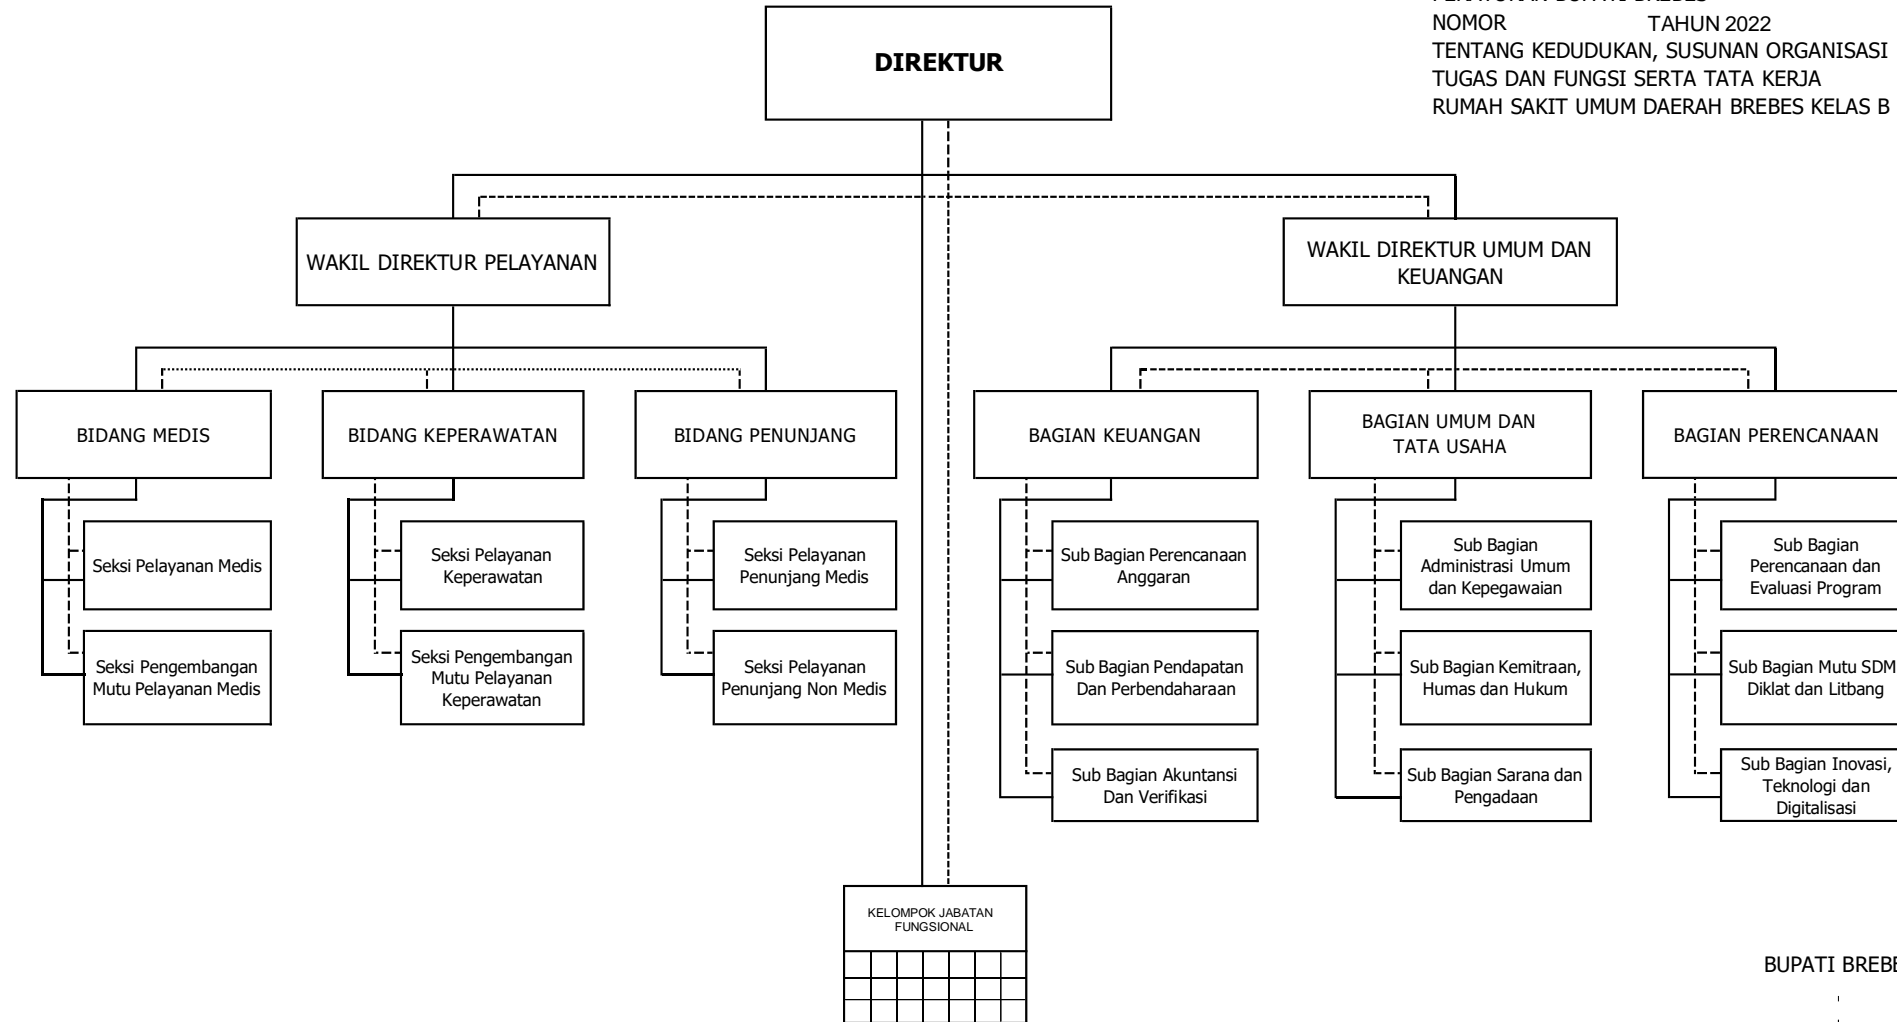 NOMOR TAHUN 2022
TENTANG KEDUDUKAN, SUSUNAN ORGANISASI
TUGAS DAN FUNGSI SERTA TATA KERJA
RUMAH SAKIT UMUM DAERAH BREBES KELAS B
DIREKTUR
WAKIL DIREKTUR PELAYANAN
WAKIL DIREKTUR UMUM DAN
KEUANGAN
BIDANG MEDIS
BIDANG KEPERAWATAN
BIDANG PENUNJANG
BAGIAN KEUANGAN
BAGIAN UMUM DAN
TATA USAHA
BAGIAN PERENCANAAN
Seksi Pelayanan Medis
Seksi Pengembangan
Mutu Pelayanan Medis
Seksi Pelayanan
Keperawatan
Seksi Pengembangan
Mutu Pelayanan
Keperawatan
Seksi Pelayanan
Penunjang Medis
Seksi Pelayanan
Penunjang Non Medis
Sub Bagian Perencanaan
Anggaran
Sub Bagian Pendapatan
Dan Perbendaharaan
Sub Bagian Akuntansi
Dan Verifikasi
Sub Bagian
Administrasi Umum
dan Kepegawaian
Sub Bagian Kemitraan,
Humas dan Hukum
Sub Bagian Sarana dan
Pengadaan
Sub Bagian
Perencanaan dan
Evaluasi Program
Sub Bagian Mutu SDM
Diklat dan Litbang
Sub Bagian Inovasi,
Teknologi dan
Digitalisasi
KELOMPOK JABATAN
FUNGSIONAL
BUPATI